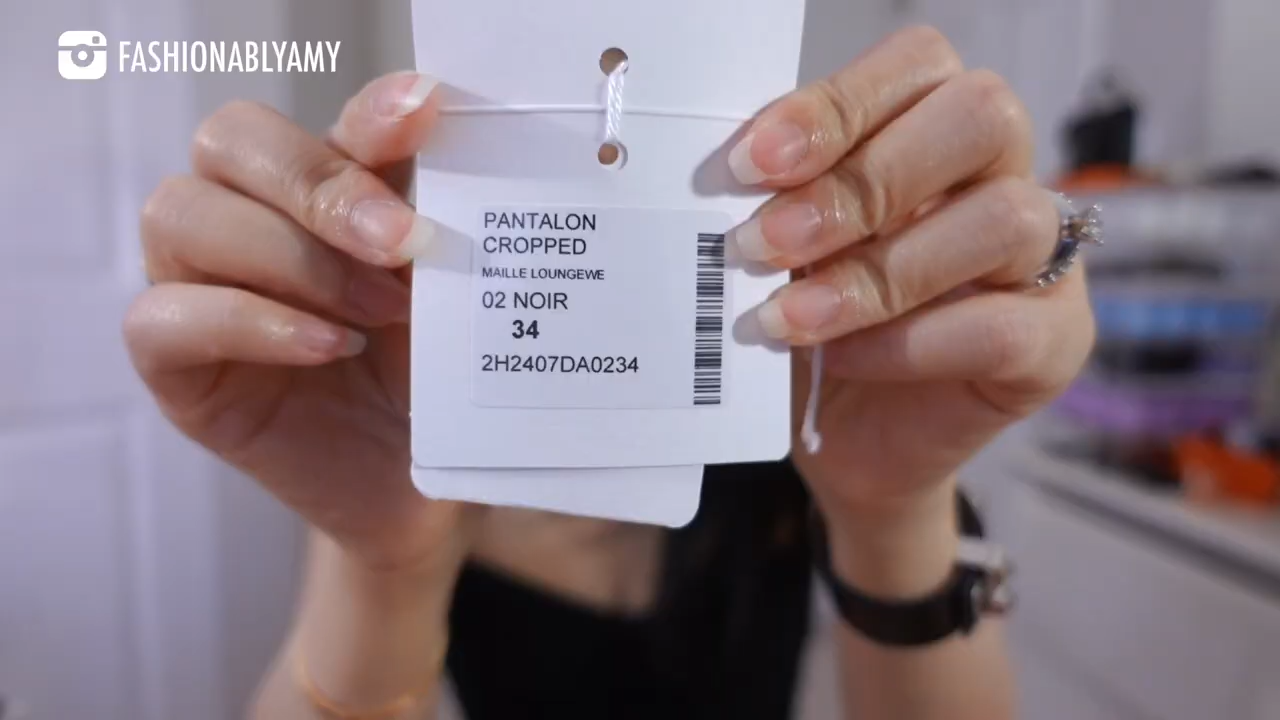 FASHIONABLYAMY
PANTALON
CROPPED
MAILLE LOUNGEWE
02 NOIR
34
2H2407DA0234